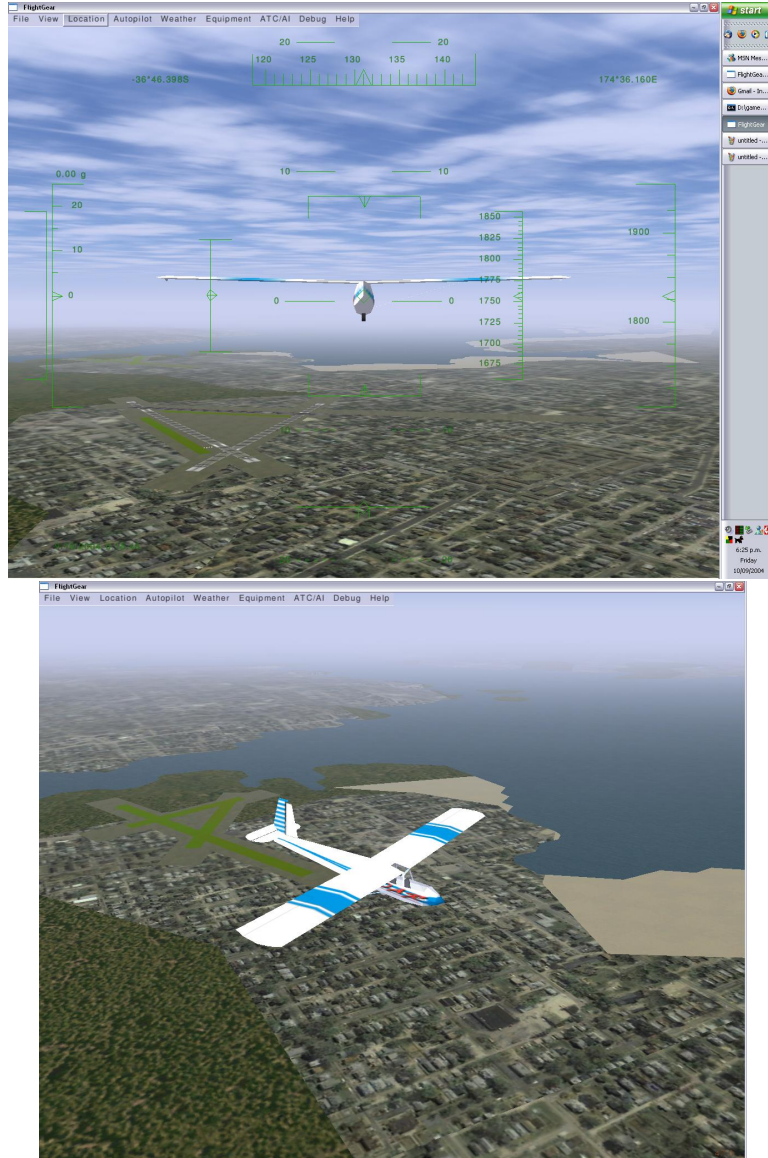 FlightGear
File View Location Autopilot Weather Equipment ATC/AI Debug Help
start
20 20
120 125 130 135 140
-36*46.398S 174*36.160E
MSN Mes...
FlightGea...
Gmail - In...
D:\game...
FlightGear
untitled -...
untitled -...
10 10
0.00 g
20
10
0
0 0
1850
1825
1800
1775
1750
1725
1700
1675
1900
1800
6:25 p.m.
Friday
10/09/2004
FlightGear
File View Location Autopilot Weather Equipment ATC/AI Debug Help